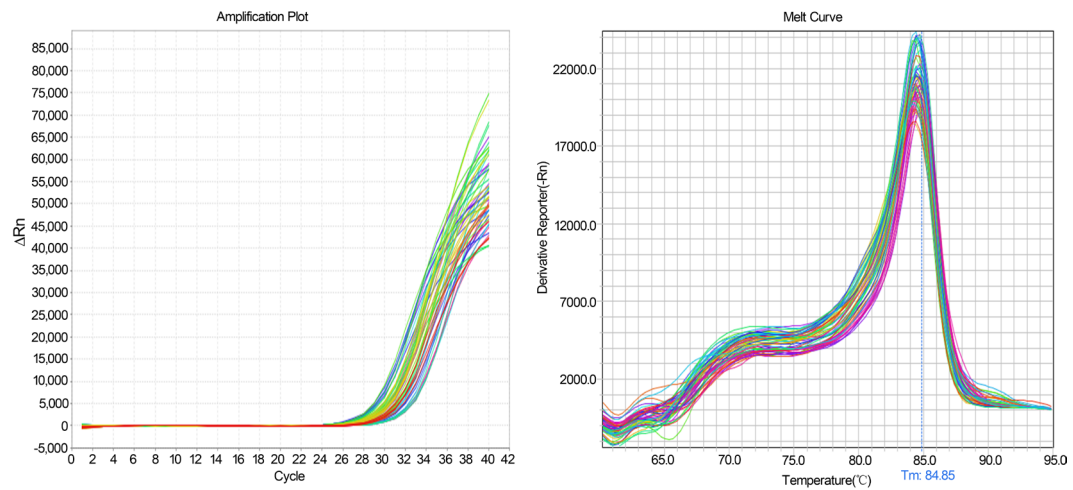 Amplification Plot
85,000
80,000
75,000
70,000
65,000
60,000
55,000
50,000
45,000
40,000
35,000
30,000
25,000
20,000
15,000
10,000
5,000
0
-5,000
ΔRn
0 2 4 6 8 10 12 14 16 18 20 22 24 26 28 30 32 34 36 38 40 42
Cycle
Melt Curve
22000.0
17000.0
12000.0
7000.0
2000.0
Derivative Reporter(-Rn)
65.0 70.0 75.0 80.0 85.0 90.0 95.0
Tm: 84.85
Temperature(℃)